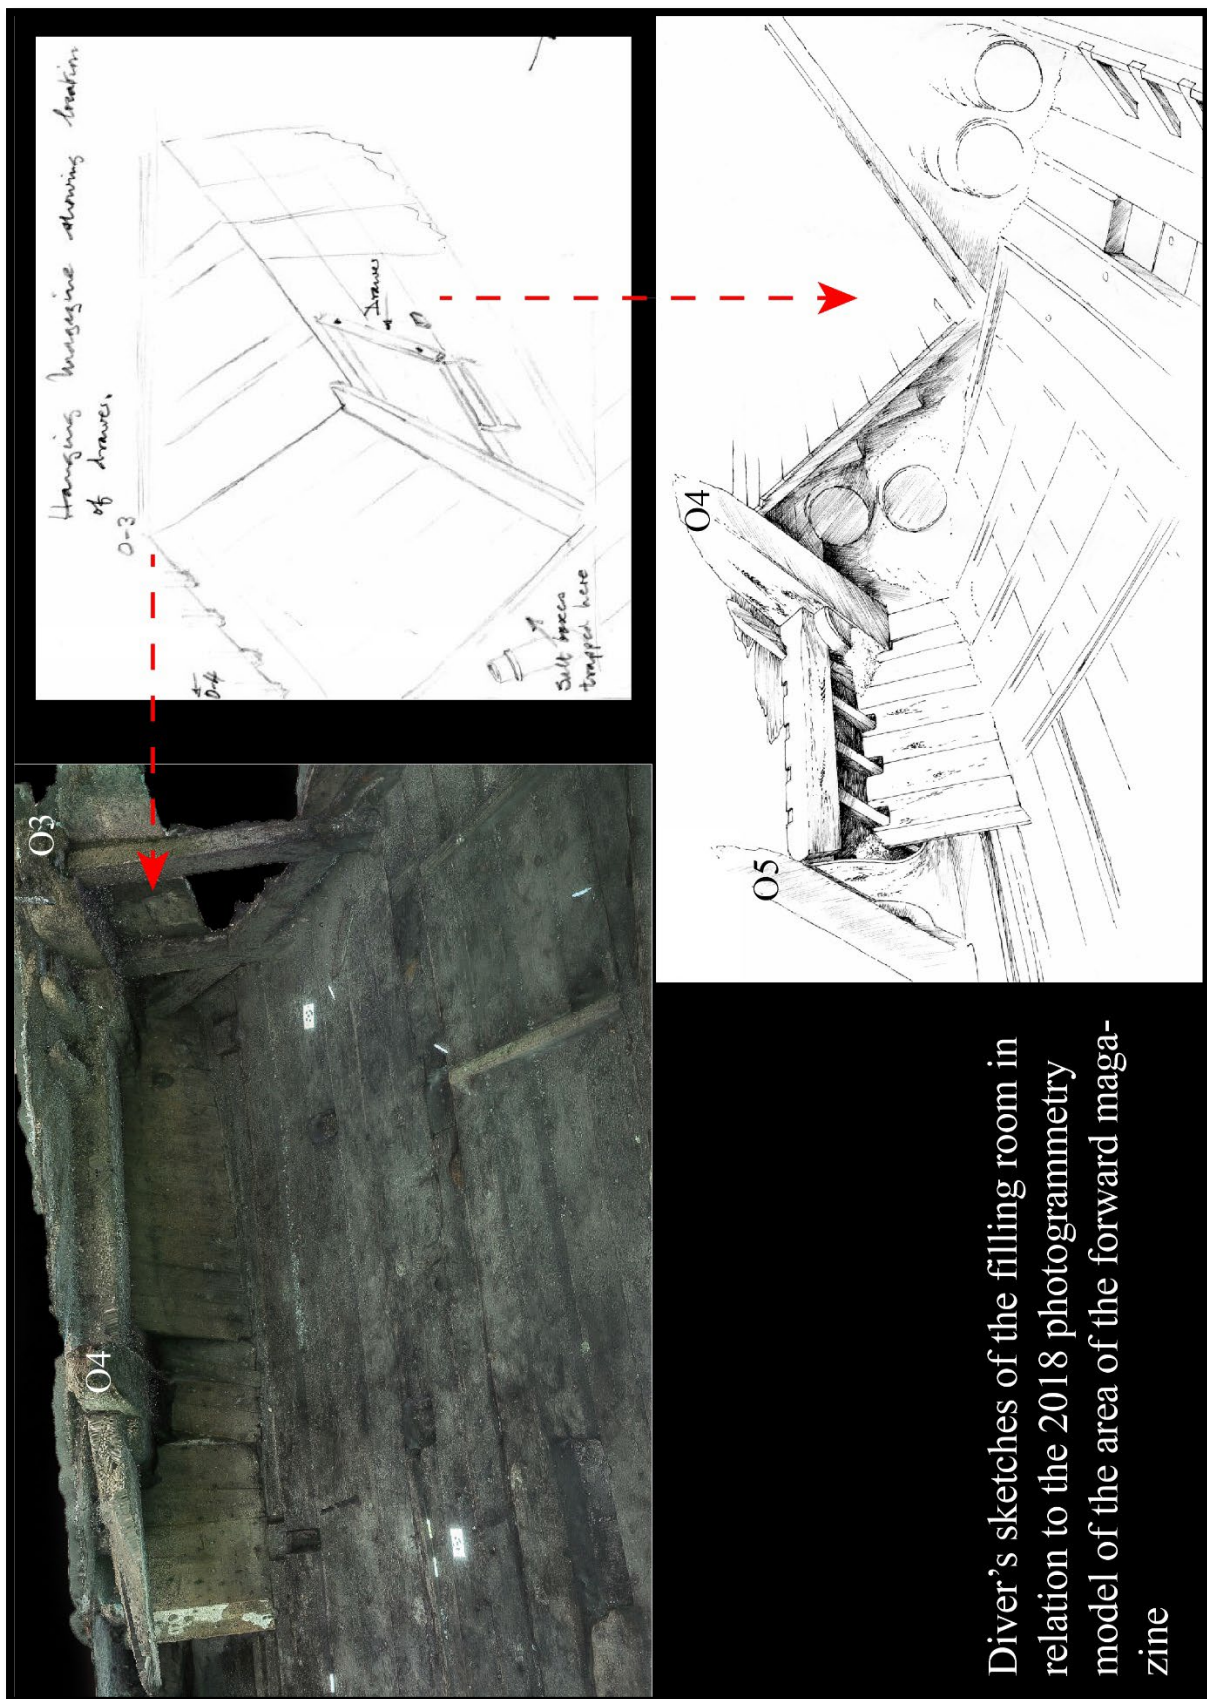 Hanging Magazine showing location
of drawer.
O-3
O-4
Drawer
Salt boxes
trapped here
O4
O5
O3
O4
Diver's sketches of the filling room in
relation to the 2018 photogrammetry
model of the area of the forward maga-
zine